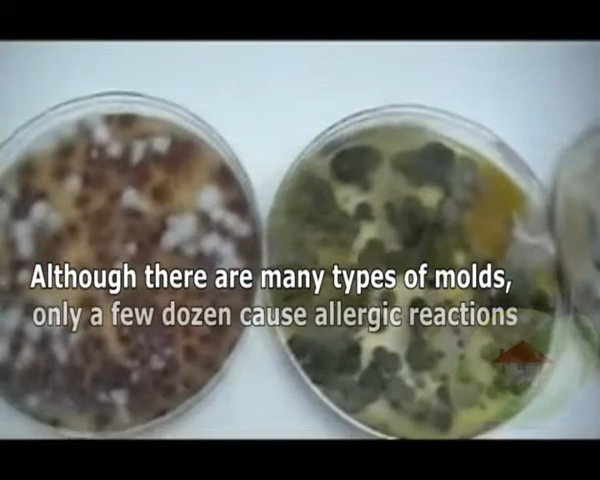 Although there are many types of molds,
only a few dozen cause allergic reactions